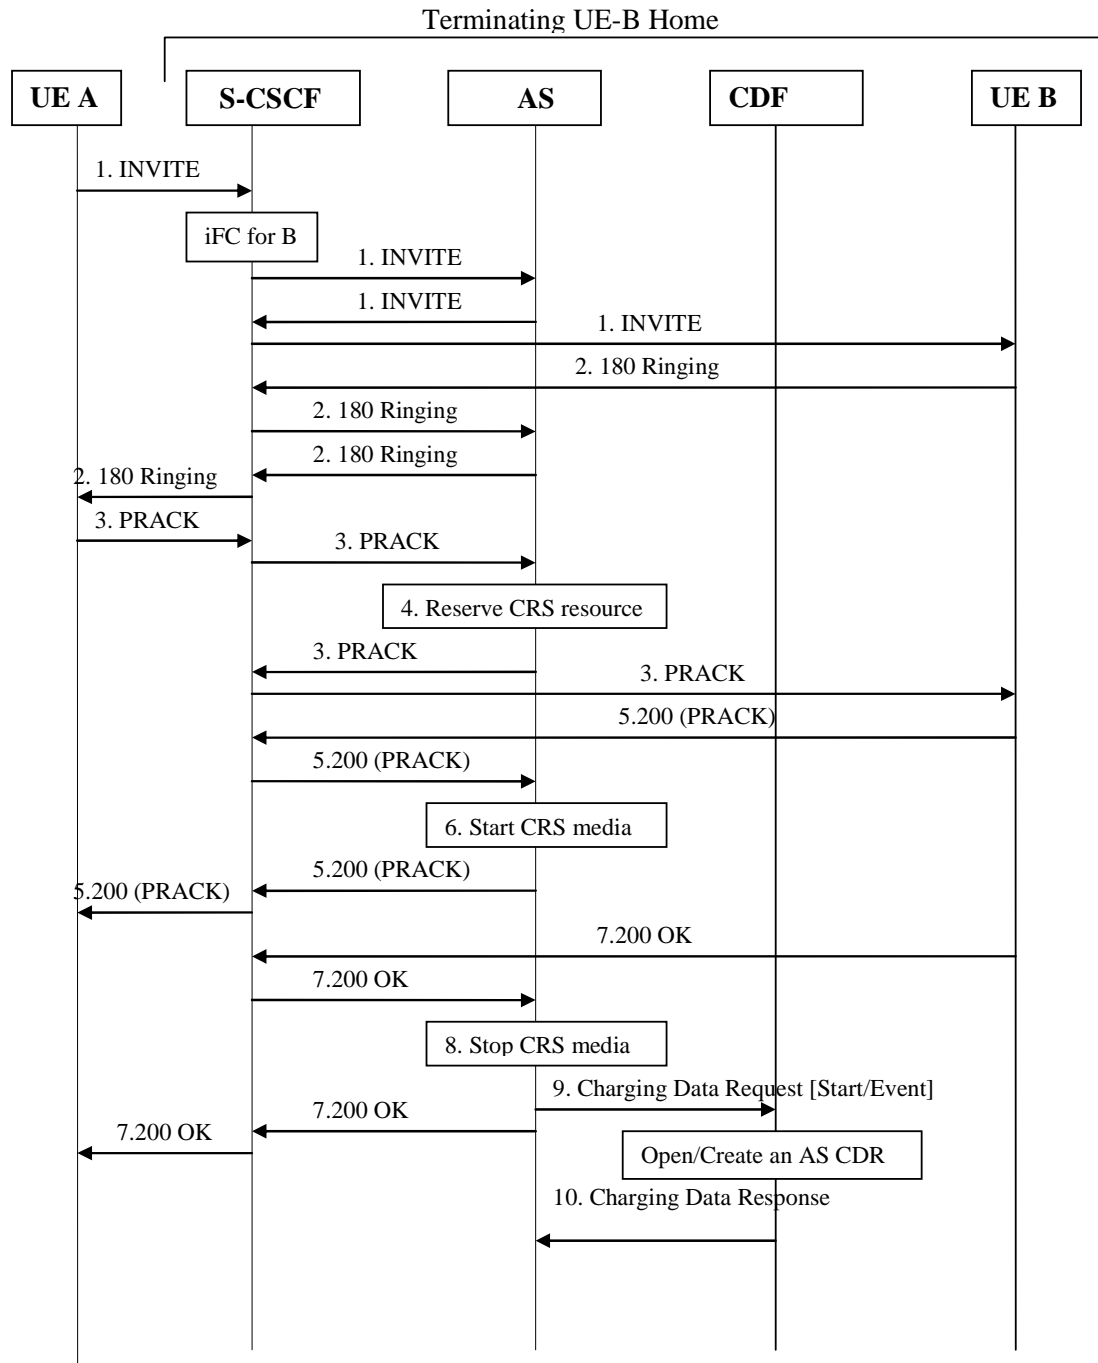 Terminating UE-B Home
UE A
S-CSCF
AS
CDF
UE B
1. INVITE
iFC for B
1. INVITE
1. INVITE
1. INVITE
2. 180 Ringing
2. 180 Ringing
2. 180 Ringing
2. 180 Ringing
3. PRACK
3. PRACK
4. Reserve CRS resource
3. PRACK
3. PRACK
5.200 (PRACK)
5.200 (PRACK)
6. Start CRS media
5.200 (PRACK)
5.200 (PRACK)
7.200 OK
7.200 OK
8. Stop CRS media
9. Charging Data Request [Start/Event]
7.200 OK
7.200 OK
Open/Create an AS CDR
10. Charging Data Response